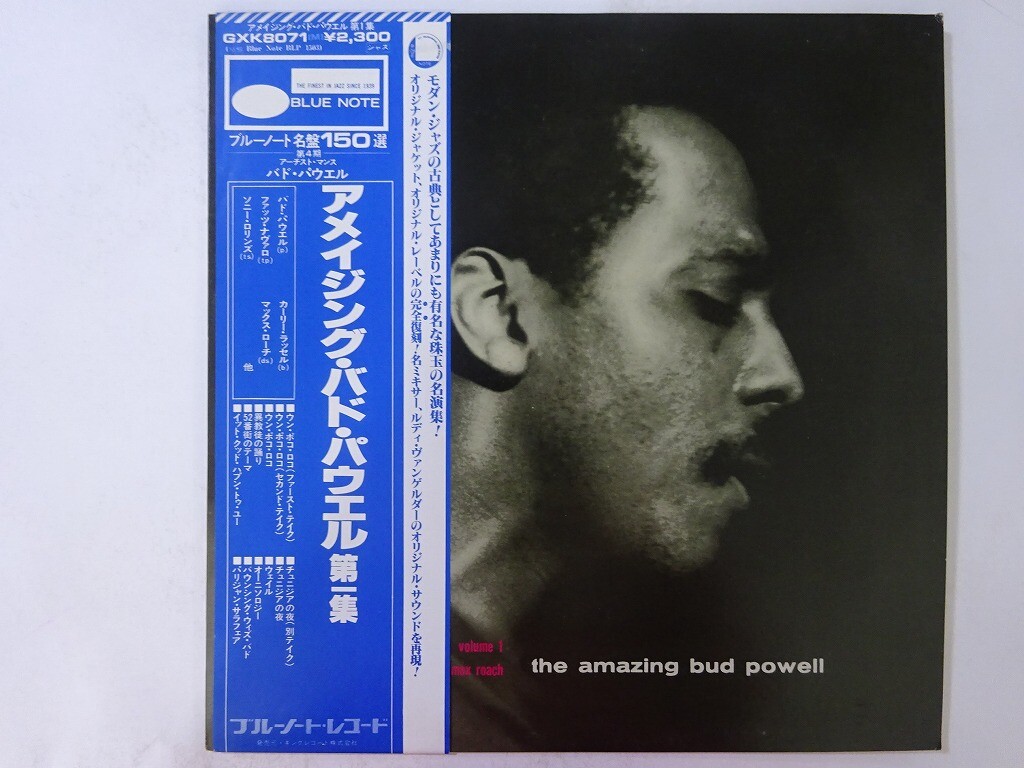 アメイジング・バド・パウエル 第1集
GXK8071(M) ¥2,300
Blue Note BLP 1503)
ジャズ
THE FINEST IN JAZZ SINCE 1939
BLUE NOTE
ブルーノート名盤150選
第4期
アーチスト・マンス
バド・パウエル
アメイジング・バド・パウエル 第一集
バド・パウエル(p)
ファッツ・ナヴァロ(tp)
ソニー・ロリンズ(ts)
カーリー・ラッセル(b)
マックス・ローチ(ds)
他
■ウン・ポコ・ロコ(ファースト・テイク)
■ウン・ポコ・ロコ(セカンド・テイク)
■ウン・ポコ・ロコ
■異教徒の踊り
■52番街のテーマ
■イット・クッド・ハプン・トゥ・ユー
■チュニジアの夜(別テイク)
■チュニジアの夜
■ウェイル
■オーニソロジー
■バウンシング・ウィズ・バド
■パリジャン・サラフェア
ブルーノート・レコード
発売元・キングレコード株式会社
モダン・ジャズの古典としてあまりにも有名な珠玉の名演集!
オリジナル・ジャケット、オリジナル・レーベルの完全復刻!名ミキサー、ルディ・ヴァンゲルダーのオリジナル・サウンドを再現!
volume 1
max roach
the amazing bud powell